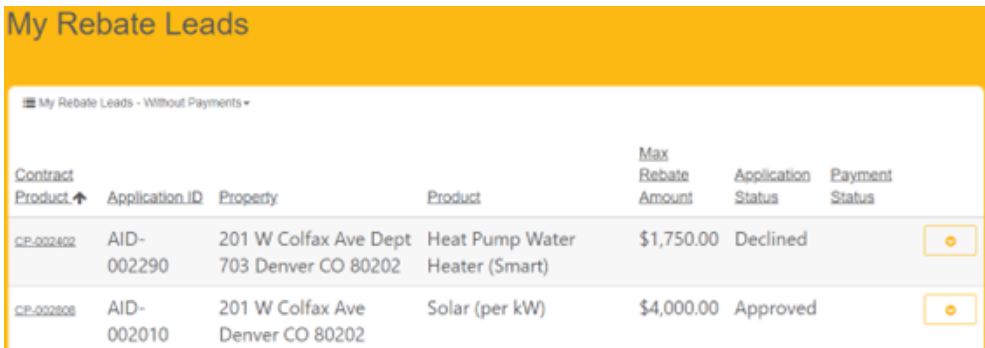 My Rebate Leads
My Rebate Leads - Without Payments
Contract Product
Application ID
Property
Product
Max Rebate Amount
Application Status
Payment Status
CP-002402
AID-002290
201 W Colfax Ave Dept
703 Denver CO 80202
Heat Pump Water
Heater (Smart)
$1,750.00
Declined
CP-002808
AID-002010
201 W Colfax Ave
Denver CO 80202
Solar (per kW)
$4,000.00
Approved